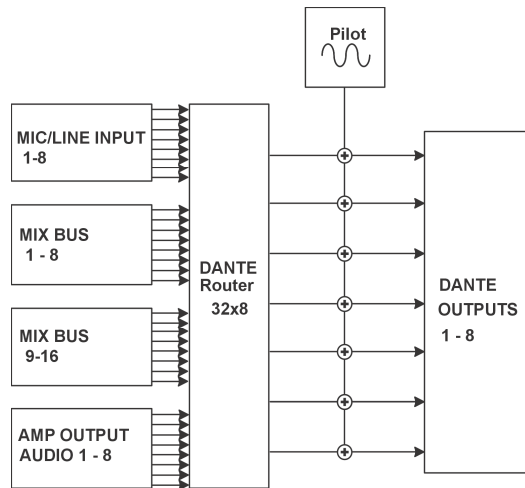 Pilot
MIC/LINE INPUT
1-8
MIX BUS
1 - 8
DANTE
Router
32x8
DANTE
OUTPUTS
1 - 8
MIX BUS
9-16
AMP OUTPUT
AUDIO 1 - 8